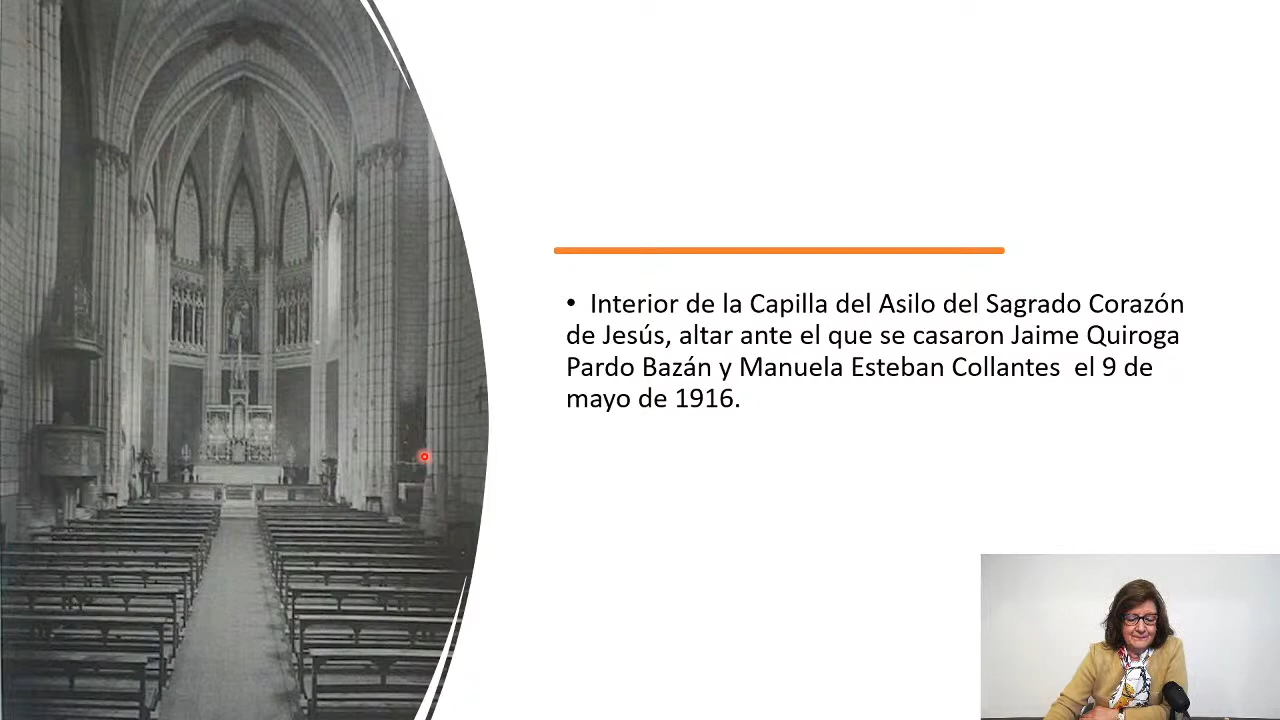 • Interior de la Capilla del Asilo del Sagrado Corazón
de Jesús, altar ante el que se casaron Jaime Quiroga
Pardo Bazán y Manuela Esteban Collantes  el 9 de
mayo de 1916.